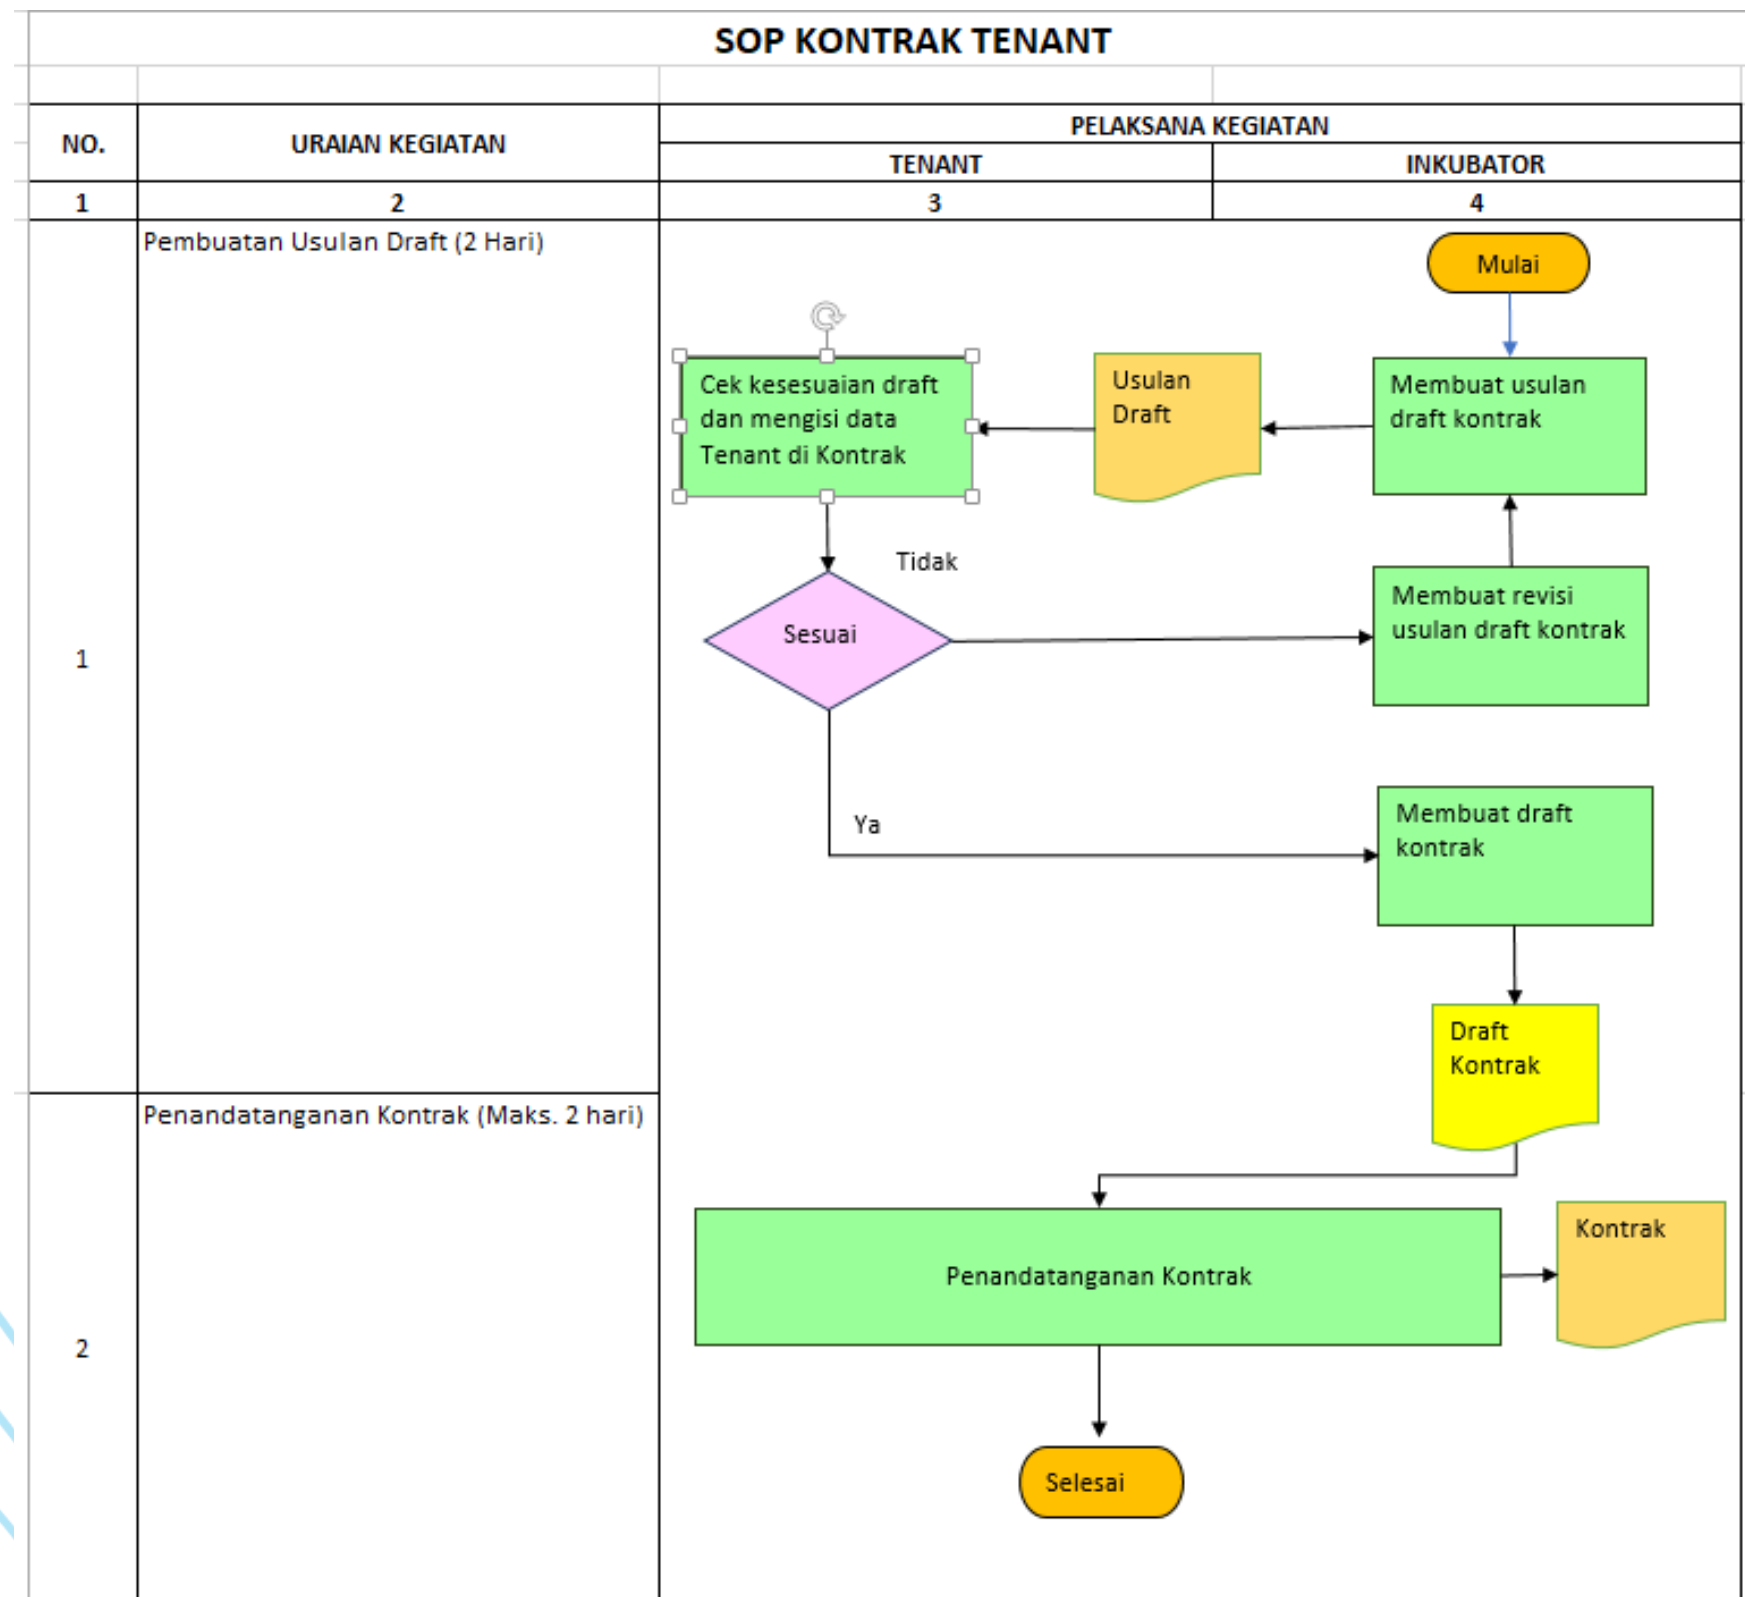 SOP KONTRAK TENANT
NO.
URAIAN KEGIATAN
PELAKSANA KEGIATAN
TENANT
INKUBATOR
1
2
3
4
1
Pembuatan Usulan Draft (2 Hari)
Mulai
Cek kesesuaian draft
dan mengisi data
Tenant di Kontrak
Usulan
Draft
Membuat usulan
draft kontrak
Tidak
Sesuai
Membuat revisi
usulan draft kontrak
Ya
Membuat draft
kontrak
Draft
Kontrak
2
Penandatanganan Kontrak (Maks. 2 hari)
Penandatanganan Kontrak
Kontrak
Selesai